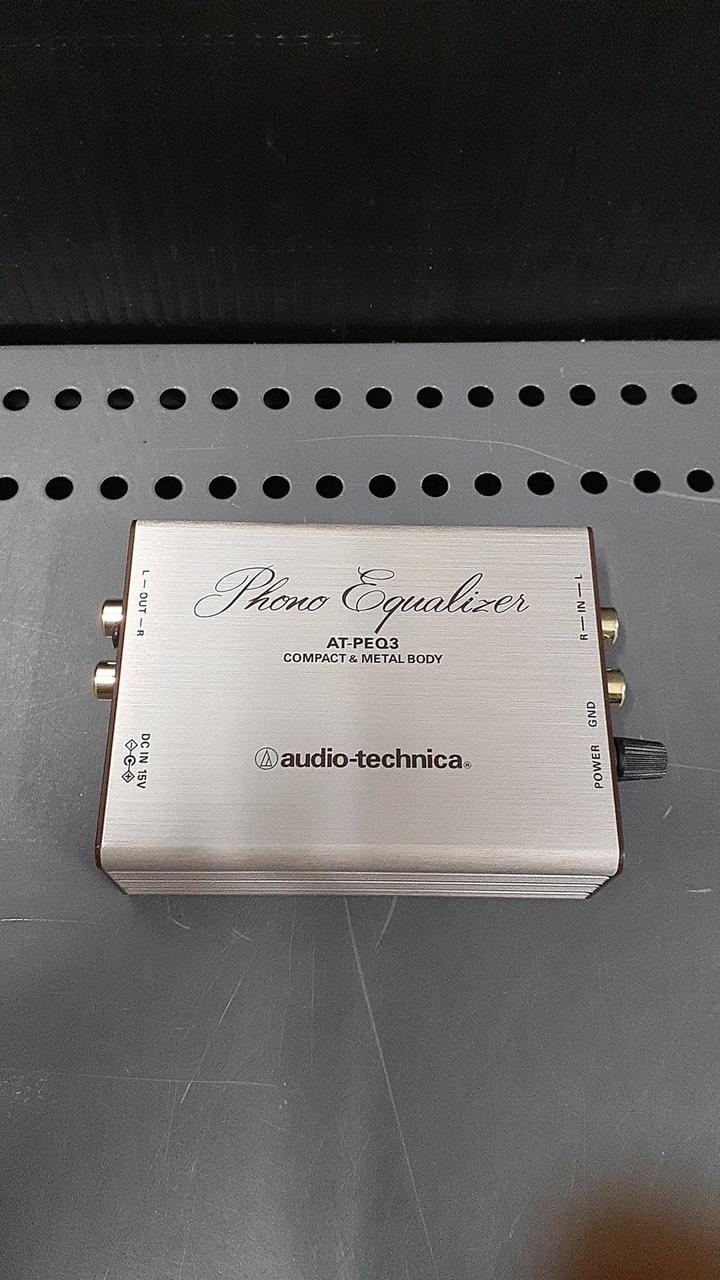 Phono Equalizer
AT-PEQ3
COMPACT & METAL BODY
audio-technica®
L — OUT — R
DC IN 15V
R — IN — L
GND
POWER